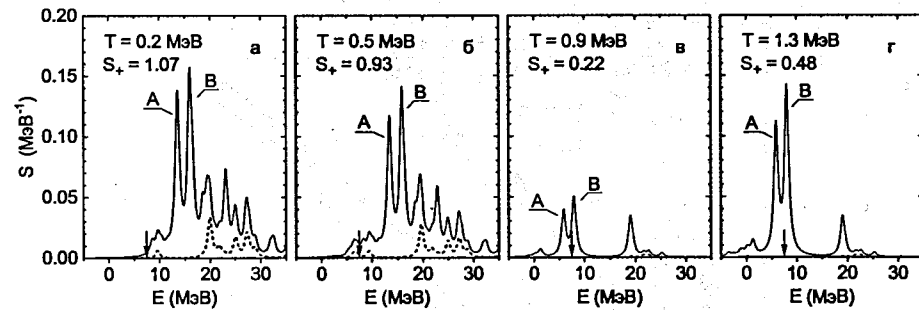 T = 0.2 МэВ
а
S₊ = 1.07
A
B
T = 0.5 МэВ
б
S₊ = 0.93
A
B
T = 0.9 МэВ
в
S₊ = 0.22
A
B
T = 1.3 МэВ
г
S₊ = 0.48
A
B
S (МэВ⁻¹)
0.20
0.15
0.10
0.05
0.00
0 10 20 30
0 10 20 30
0 10 20 30
0 10 20 30
E (МэВ)
E (МэВ)
E (МэВ)
E (МэВ)